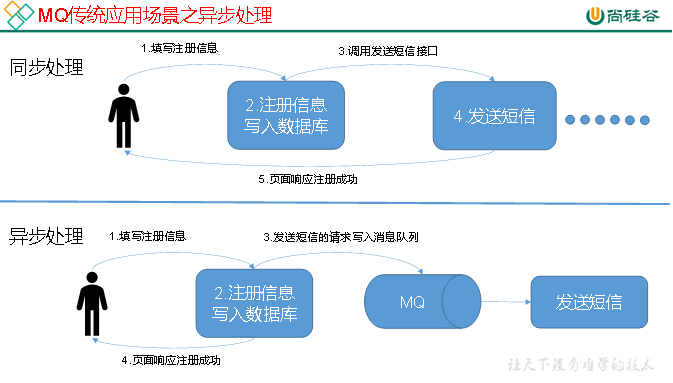 MQ传统应用场景之异步处理
尚硅谷
同步处理
1.填写注册信息
3.调用发送短信接口
2.注册信息
写入数据库
4.发送短信
5.页面响应注册成功
异步处理
1.填写注册信息
3.发送短信的请求写入消息队列
2.注册信息
写入数据库
MQ
发送短信
4.页面响应注册成功
让天下没有难学的技术